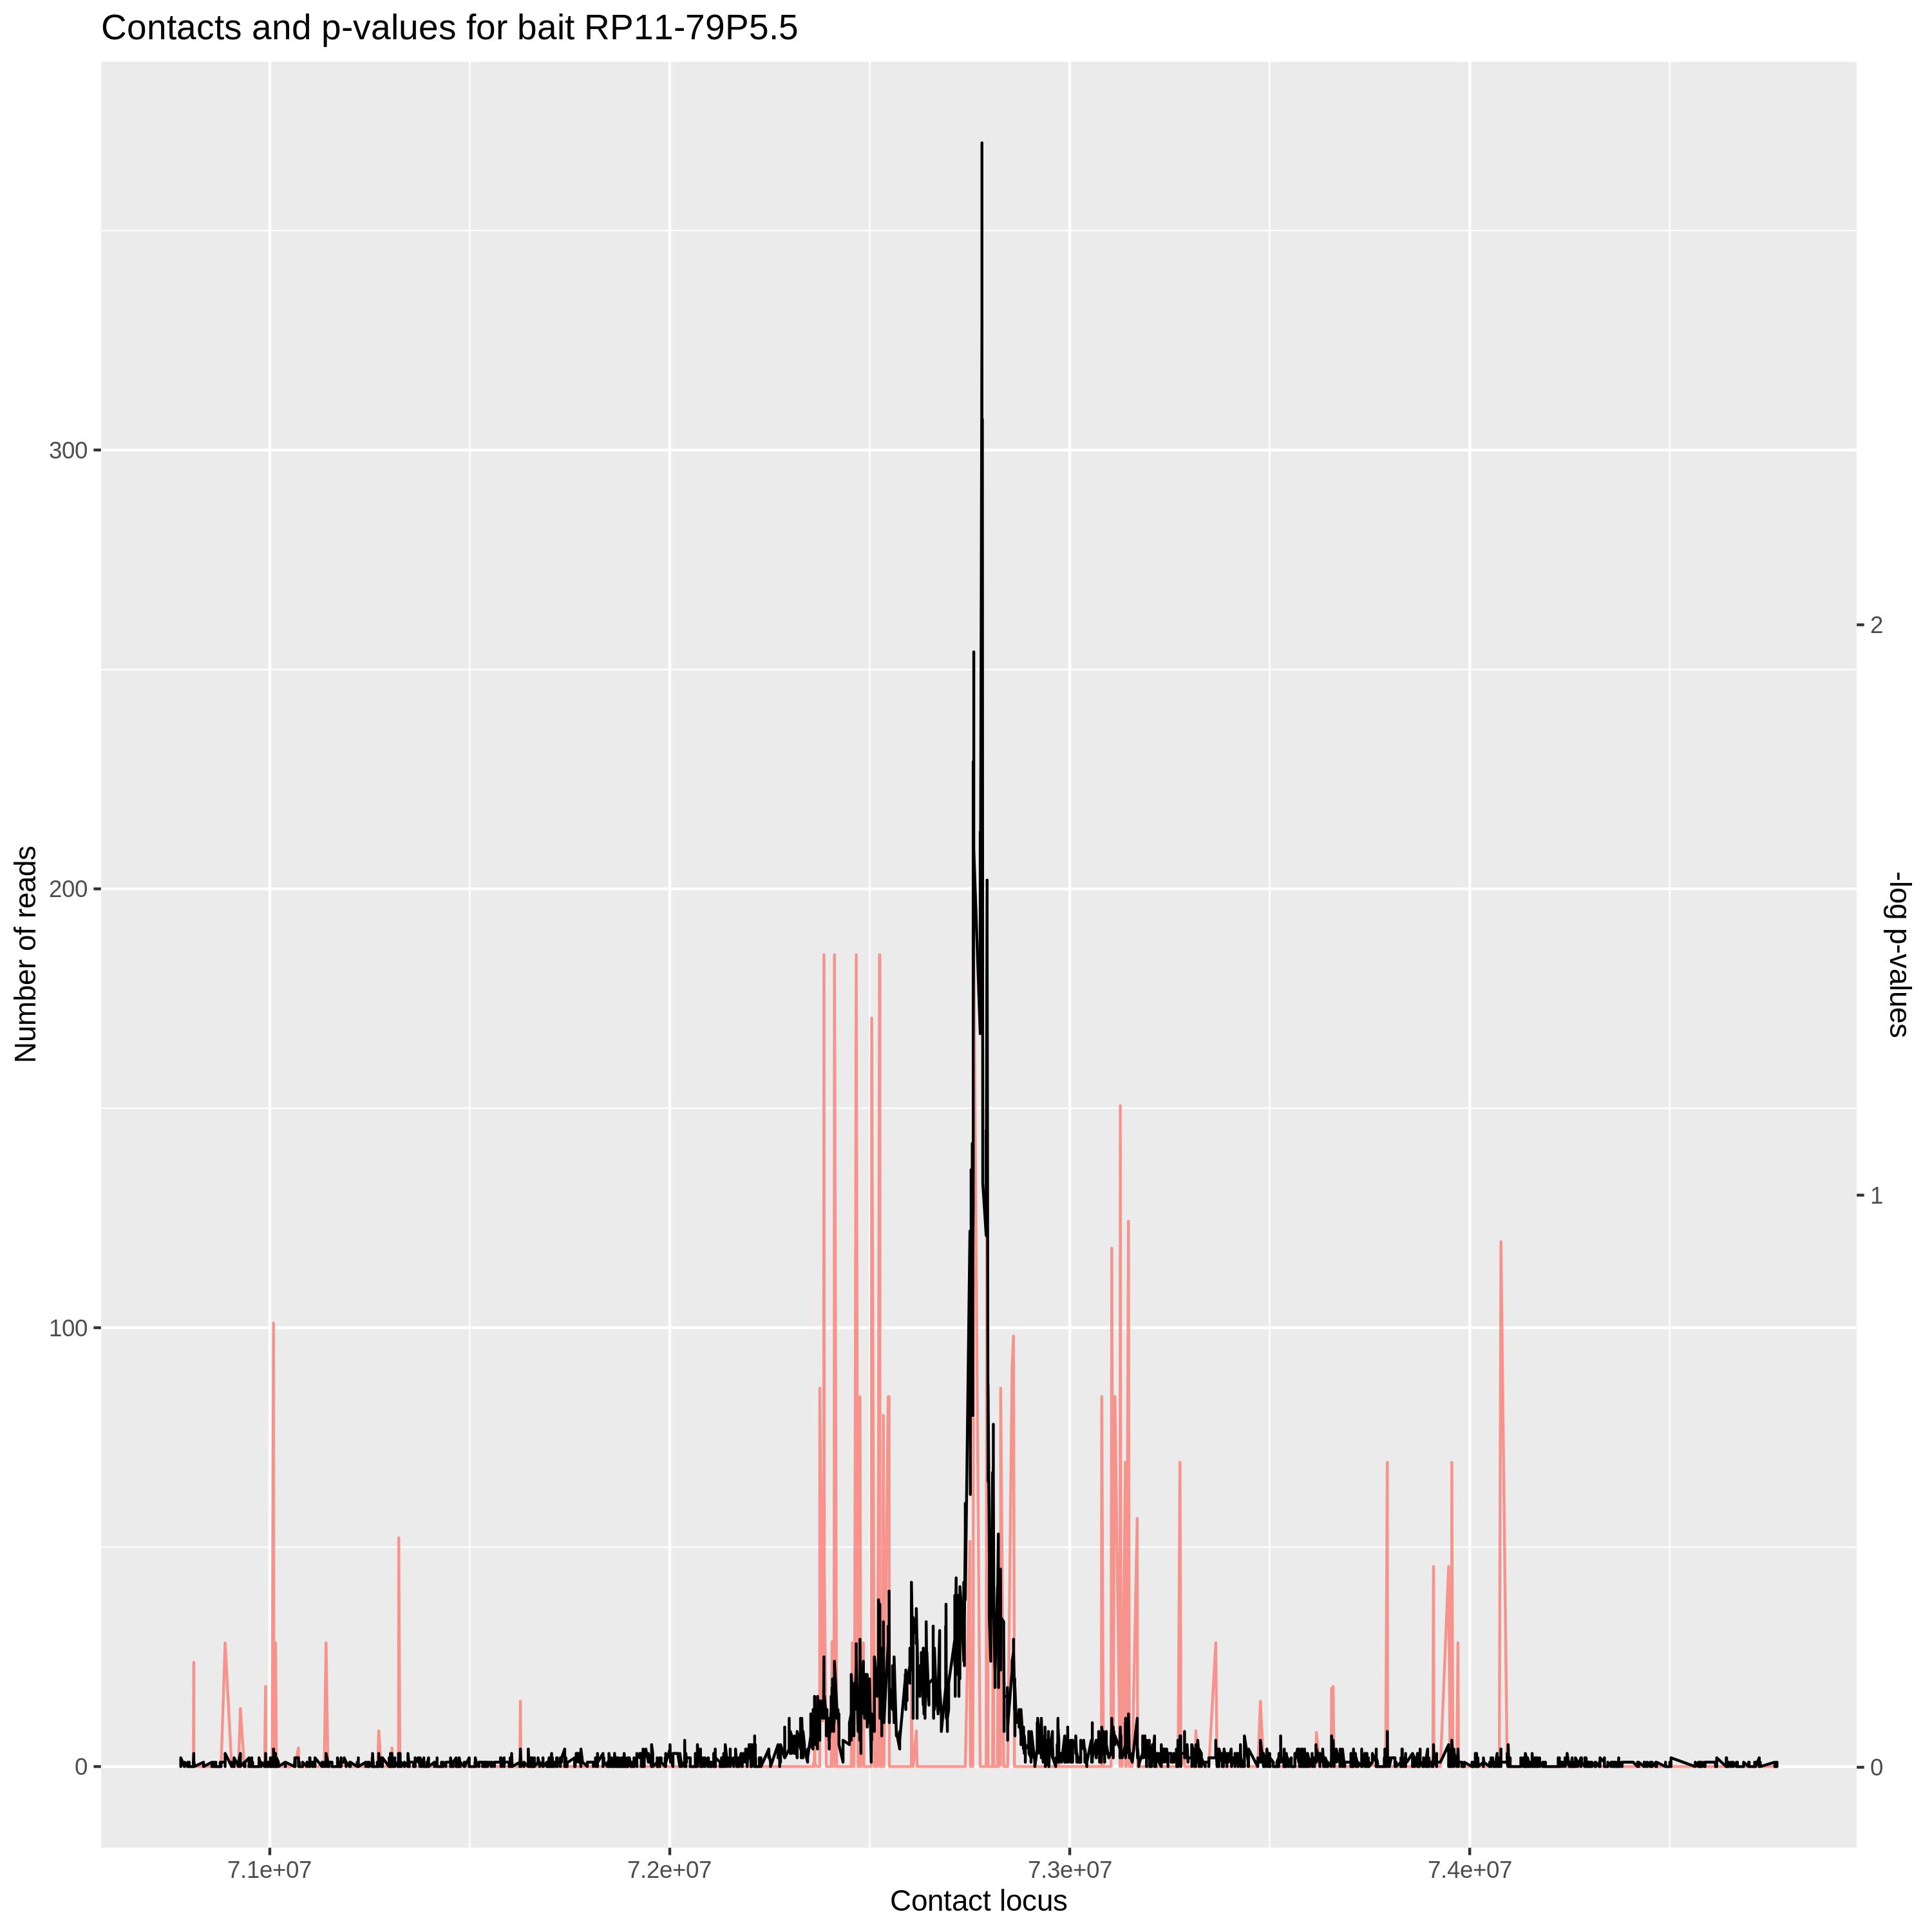 Contacts and p-values for bait RP11-79P5.5
300
200
100
0
Number of reads
2
1
0
-log p-values
7.1e+07
7.2e+07
7.3e+07
7.4e+07
Contact locus